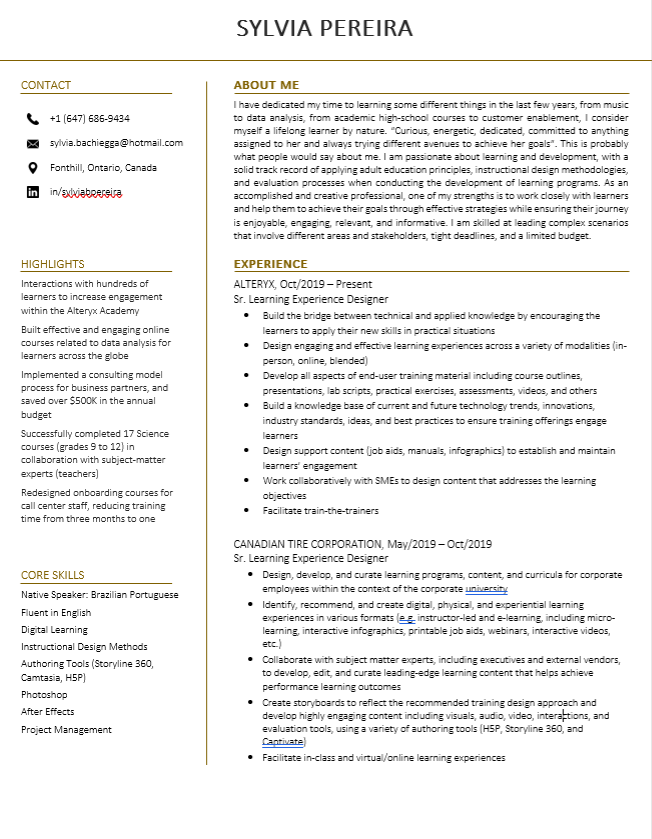 SYLVIA PEREIRA
CONTACT
+1 (647) 686-9434
sylvia.bachiegga@hotmail.com
Fonthill, Ontario, Canada
in/sylviabpereira
HIGHLIGHTS
Interactions with hundreds of
learners to increase engagement
within the Alteryx Academy
Built effective and engaging online
courses related to data analysis for
learners across the globe
Implemented a consulting model
process for business partners, and
saved over $500K in the annual
budget
Successfully completed 17 Science
courses (grades 9 to 12) in
collaboration with subject-matter
experts (teachers)
Redesigned onboarding courses for
call center staff, reducing training
time from three months to one
CORE SKILLS
Native Speaker: Brazilian Portuguese
Fluent in English
Digital Learning
Instructional Design Methods
Authoring Tools (Storyline 360,
Camtasia, H5P)
Photoshop
After Effects
Project Management
ABOUT ME
I have dedicated my time to learning some different things in the last few years, from music
to data analysis, from academic high-school courses to customer enablement, I consider
myself a lifelong learner by nature. “Curious, energetic, dedicated, committed to anything
assigned to her and always trying different avenues to achieve her goals”. This is probably
what people would say about me. I am passionate about learning and development, with a
solid track record of applying adult education principles, instructional design methodologies,
and evaluation processes when conducting the development of learning programs. As an
accomplished and creative professional, one of my strengths is to work closely with learners
and help them to achieve their goals through effective strategies while ensuring their journey
is enjoyable, engaging, relevant, and informative. I am skilled at leading complex scenarios
that involve different areas and stakeholders, tight deadlines, and a limited budget.
EXPERIENCE
ALTERYX, Oct/2019 – Present
Sr. Learning Experience Designer
• Build the bridge between technical and applied knowledge by encouraging the
learners to apply their new skills in practical situations
• Design engaging and effective learning experiences across a variety of modalities (in-
person, online, blended)
• Develop all aspects of end-user training material including course outlines,
presentations, lab scripts, practical exercises, assessments, videos, and others
• Build a knowledge base of current and future technology trends, innovations,
industry standards, ideas, and best practices to ensure training offerings engage
learners
• Design support content (job aids, manuals, infographics) to establish and maintain
learners’ engagement
• Work collaboratively with SMEs to design content that addresses the learning
objectives
• Facilitate train-the-trainers
CANADIAN TIRE CORPORATION, May/2019 – Oct/2019
Sr. Learning Experience Designer
• Design, develop, and curate learning programs, content, and curricula for corporate
employees within the context of the corporate university
• Identify, recommend, and create digital, physical, and experiential learning
experiences in various formats (e.g. instructor-led and e-learning, including micro-
learning, interactive infographics, printable job aids, webinars, interactive videos,
etc.)
• Collaborate with subject matter experts, including executives and external vendors,
to develop, edit, and curate leading-edge learning content that helps achieve
performance learning outcomes
• Create storyboards to reflect the recommended training design approach and
develop highly engaging content including visuals, audio, video, interactions, and
evaluation tools, using a variety of authoring tools (H5P, Storyline 360, and
Captivate)
• Facilitate in-class and virtual/online learning experiences